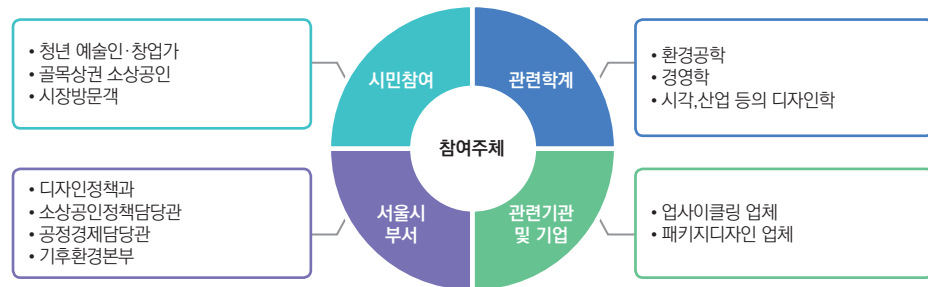 • 청년 예술인·창업가
• 골목상권 소상공인
• 시장방문객
시민참여
관련학계
• 환경공학
• 경영학
• 시각,산업 등의 디자인학
참여주체
• 디자인정책과
• 소상공인정책담당관
• 공정경제담당관
• 기후환경본부
서울시
부서
관련기관
및 기업
• 업사이클링 업체
• 패키지디자인 업체